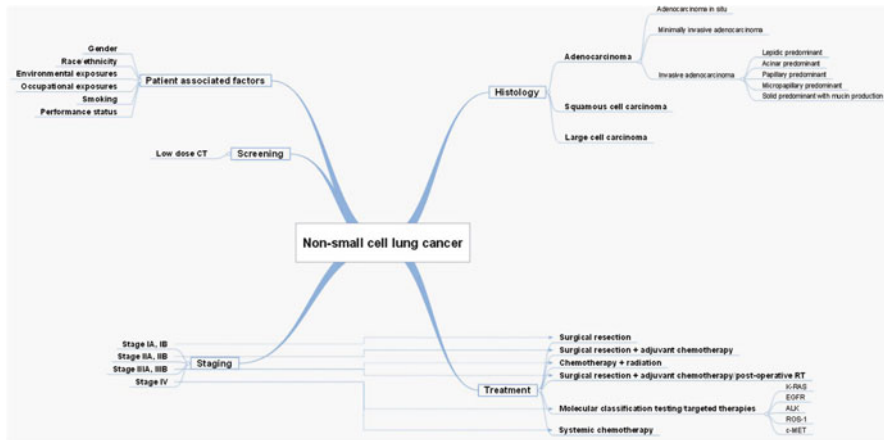 Gender
Race/ethnicity
Environmental exposures
Occupational exposures
Smoking
Performance status
Patient associated factors
Low dose CT
Screening
Non-small cell lung cancer
Histology
Adenocarcinoma
Adenocarcinoma in situ
Minimally invasive adenocarcinoma
Invasive adenocarcinoma
Lepidic predominant
Acinar predominant
Papillary predominant
Micropapillary predominant
Solid predominant with mucin production
Squamous cell carcinoma
Large cell carcinoma
Stage IA, IB
Stage IIA, IIB
Stage IIIA, IIIB
Stage IV
Staging
Treatment
Surgical resection
Surgical resection + adjuvant chemotherapy
Chemotherapy + radiation
Surgical resection + adjuvant chemotherapy/post-operative RT
Molecular classification testing/targeted therapies
K-RAS
EGFR
ALK
ROS-1
c-MET
Systemic chemotherapy